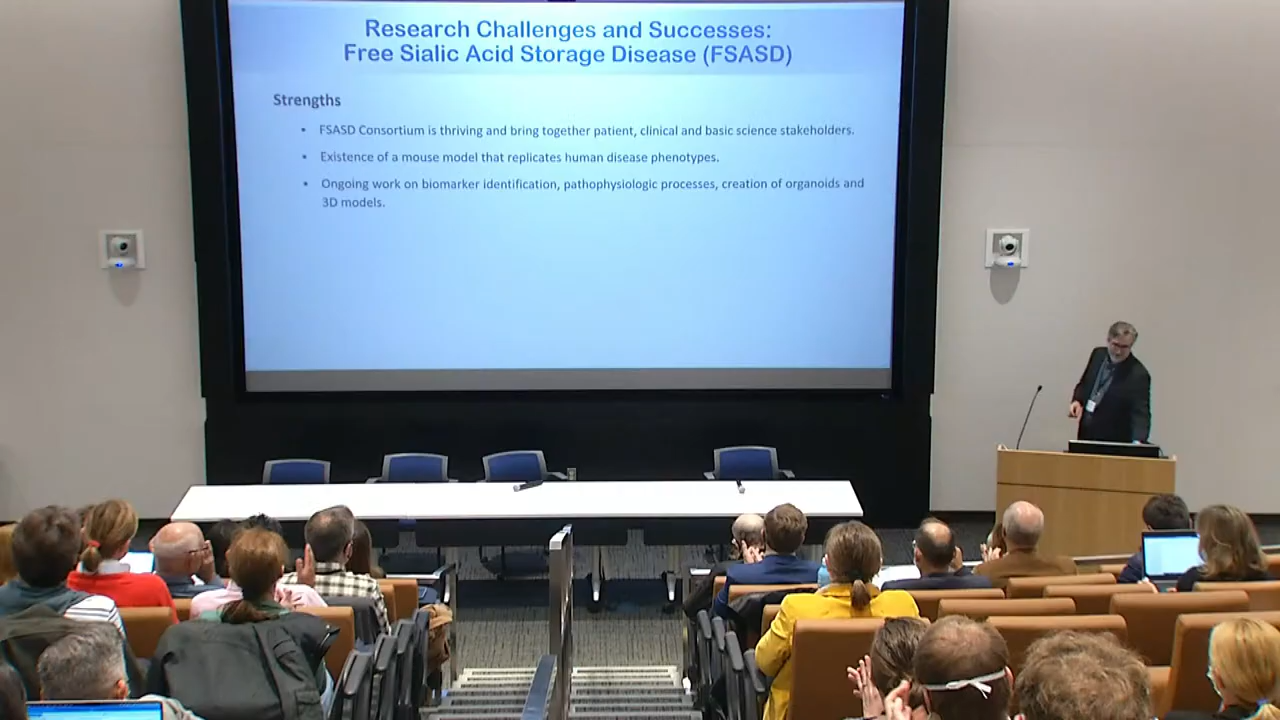 Research Challenges and Successes:
Free Sialic Acid Storage Disease (FSASD)
Strengths
▪ FSASD Consortium is thriving and bring together patient, clinical and basic science stakeholders.
▪ Existence of a mouse model that replicates human disease phenotypes.
▪ Ongoing work on biomarker identification, pathophysiologic processes, creation of organoids and
3D models.